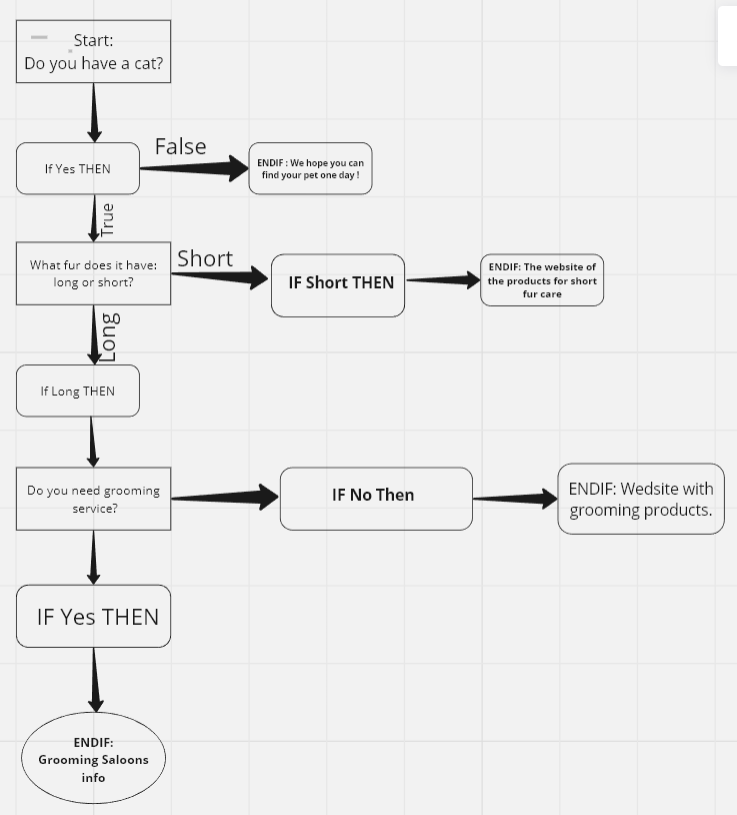 Start:
Do you have a cat?
False
If Yes THEN
ENDIF : We hope you can
find your pet one day !
True
What fur does it have:
long or short?
Short
IF Short THEN
ENDIF: The website of
the products for short
fur care
Long
If Long THEN
Do you need grooming
service?
IF No Then
ENDIF: Wedsite with
grooming products.
IF Yes THEN
ENDIF:
Grooming Saloons
info